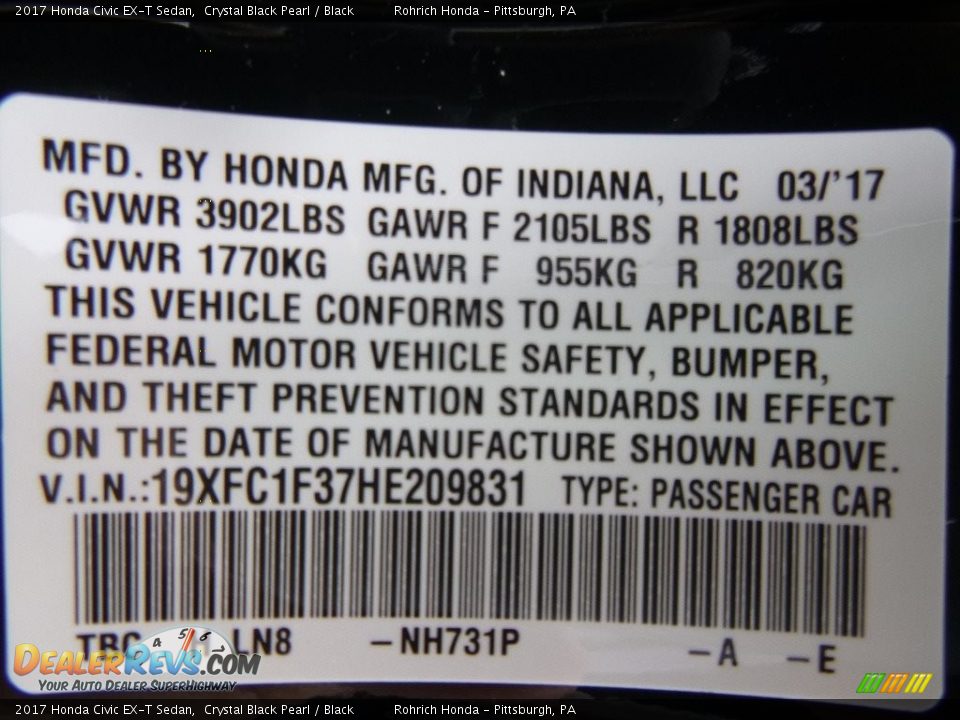 2017 Honda Civic EX-T Sedan, Crystal Black Pearl / Black Rohrich Honda - Pittsburgh, PA
MFD. BY HONDA MFG. OF INDIANA, LLC 03/'17
GVWR 3902LBS GAWR F 2105LBS R 1808LBS
GVWR 1770KG GAWR F 955KG R 820KG
THIS VEHICLE CONFORMS TO ALL APPLICABLE
FEDERAL MOTOR VEHICLE SAFETY, BUMPER,
AND THEFT PREVENTION STANDARDS IN EFFECT
ON THE DATE OF MANUFACTURE SHOWN ABOVE.
V.I.N.:19XFC1F37HE209831 TYPE: PASSENGER CAR
LN8 -NH731P -A -E
4 5 6
DEALERREVS.COM
YOUR AUTO DEALER SUPERHIGHWAY
2017 Honda Civic EX-T Sedan, Crystal Black Pearl / Black Rohrich Honda - Pittsburgh, PA